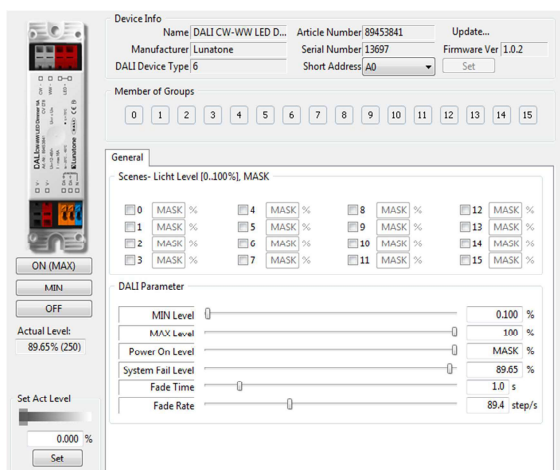 Device Info
Name DALI CW-WW LED D... Article Number 89453841 Update...
Manufacturer Lunatone Serial Number 13697 Firmware Ver 1.0.2
DALI Device Type 6 Short Address A0 Set
Member of Groups
0 1 2 3 4 5 6 7 8 9 10 11 12 13 14 15
General
Scenes- Licht Level [0..100%], MASK
0 MASK % 4 MASK % 8 MASK % 12 MASK %
1 MASK % 5 MASK % 9 MASK % 13 MASK %
2 MASK % 6 MASK % 10 MASK % 14 MASK %
3 MASK % 7 MASK % 11 MASK % 15 MASK %
ON (MAX)
MIN
OFF
Actual Level:
89.65% (250)
Set Act Level
0.000 %
Set
DALI Parameter
MIN Level 0.100 %
MAX Level 100 %
Power On Level MASK %
System Fail Level 89.65 %
Fade Time 1.0 s
Fade Rate 89.4 step/s
DALI CW-WW LED Dimmer
Lunatone